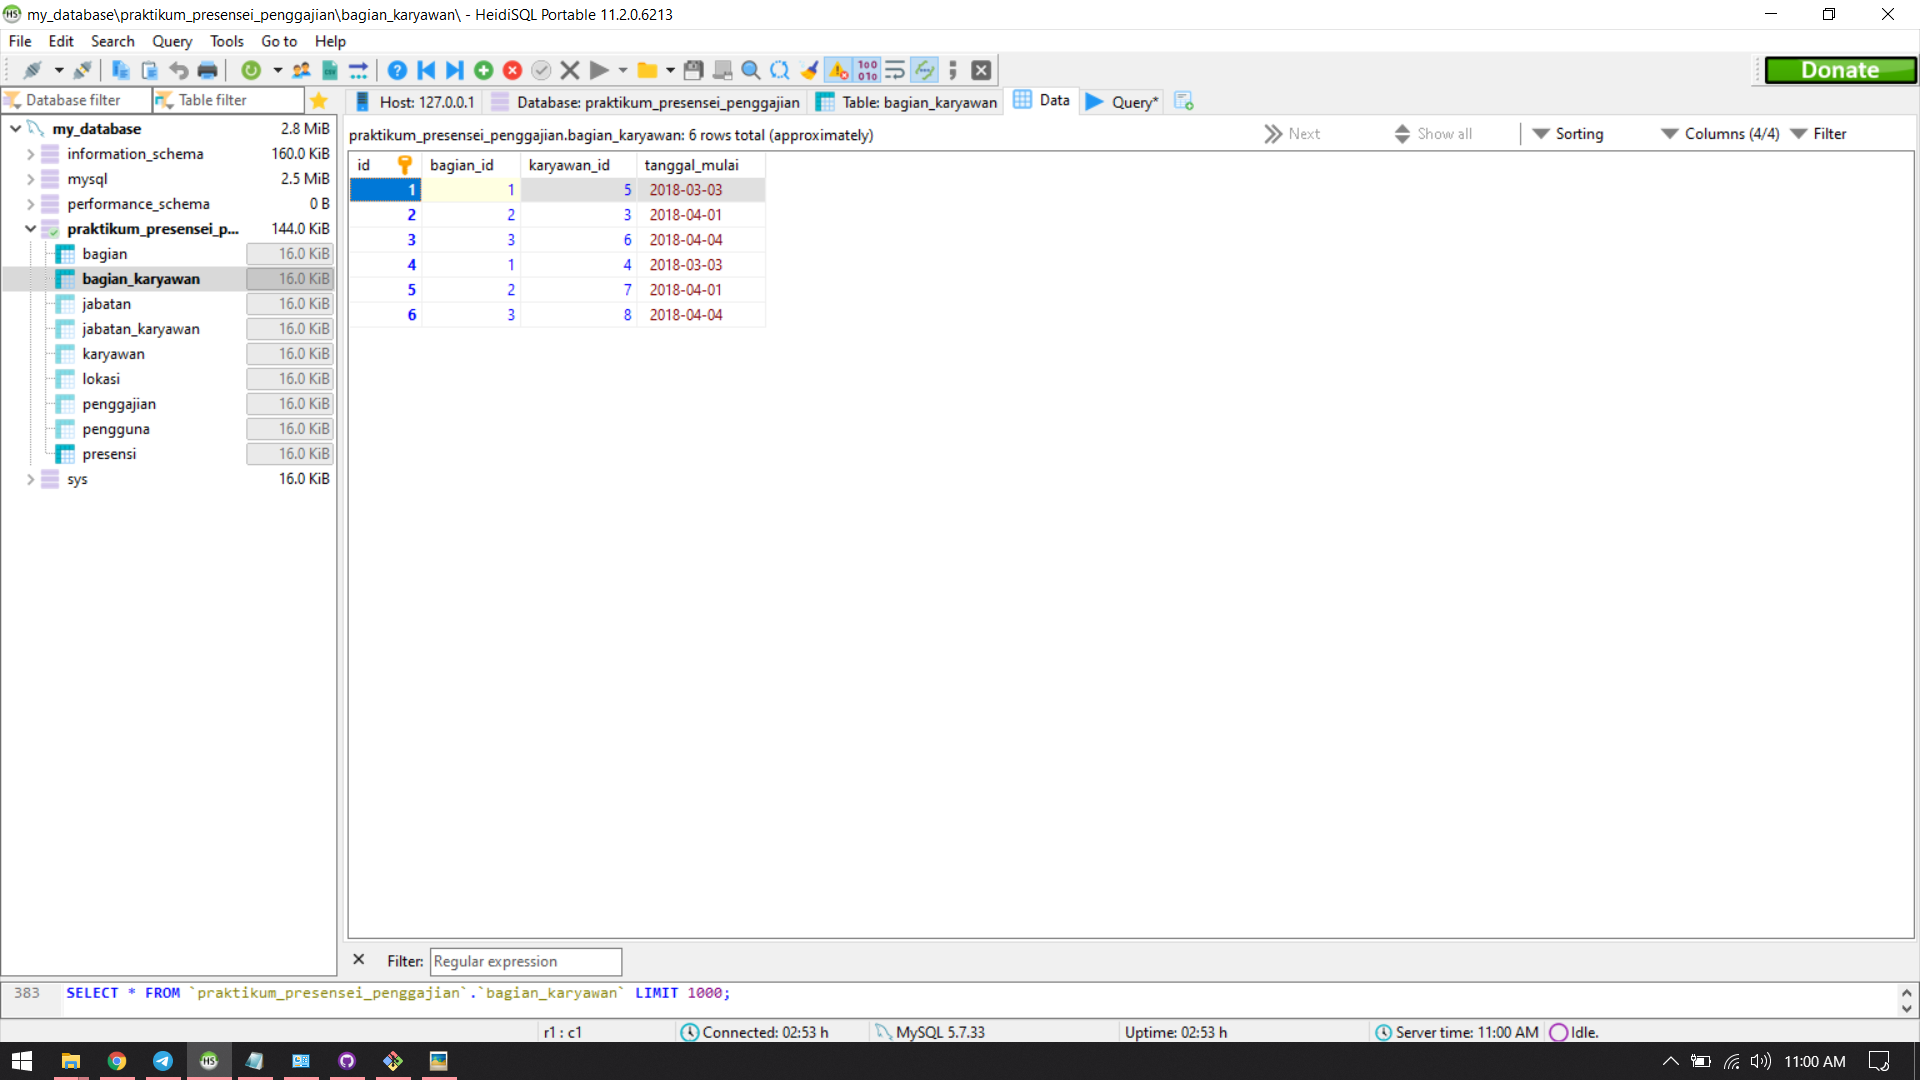 my_database\praktikum_presensei_penggajian\bagian_karyawan\ - HeidiSQL Portable 11.2.0.6213
File Edit Search Query Tools Go to Help
Donate
Database filter Table filter
Host: 127.0.0.1 Database: praktikum_presensei_penggajian Table: bagian_karyawan Data Query*
my_database 2.8 MiB
information_schema 160.0 KiB
mysql 2.5 MiB
performance_schema 0 B
praktikum_presensei_p... 144.0 KiB
bagian 16.0 KiB
bagian_karyawan 16.0 KiB
jabatan 16.0 KiB
jabatan_karyawan 16.0 KiB
karyawan 16.0 KiB
lokasi 16.0 KiB
penggajian 16.0 KiB
pengguna 16.0 KiB
presensi 16.0 KiB
sys 16.0 KiB
praktikum_presensei_penggajian.bagian_karyawan: 6 rows total (approximately) Next Show all Sorting Columns (4/4) Filter
id bagian_id karyawan_id tanggal_mulai
1 1 5 2018-03-03
2 2 3 2018-04-01
3 3 6 2018-04-04
4 1 4 2018-03-03
5 2 7 2018-04-01
6 3 8 2018-04-04
Filter: Regular expression
383 SELECT * FROM `praktikum_presensei_penggajian`.`bagian_karyawan` LIMIT 1000;
r1 : c1 Connected: 02:53 h MySQL 5.7.33 Uptime: 02:53 h Server time: 11:00 AM Idle.
HS 11:00 AM